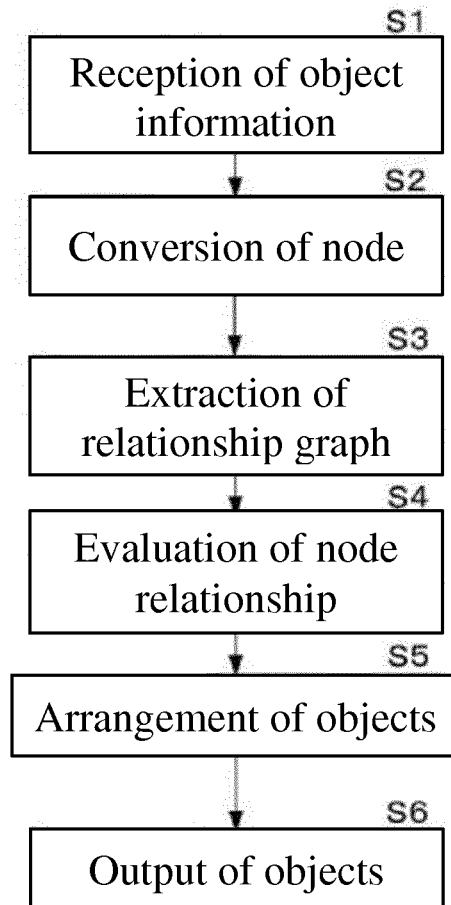 S1
Reception of object
information
S2
Conversion of node
S3
Extraction of
relationship graph
S4
Evaluation of node
relationship
S5
Arrangement of objects
S6
Output of objects